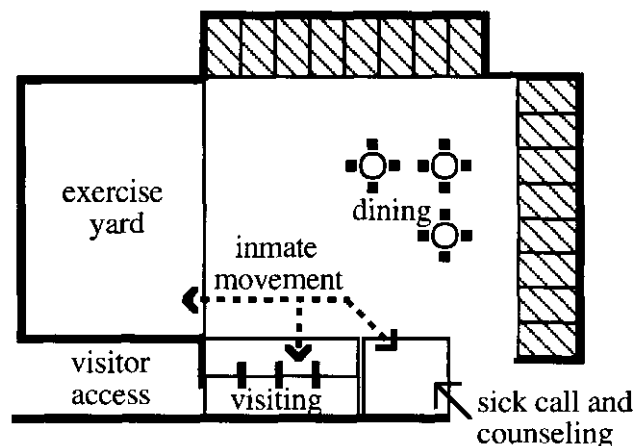 exercise
yard
dining
inmate
movement
visitor
access
visiting
sick call and
counseling